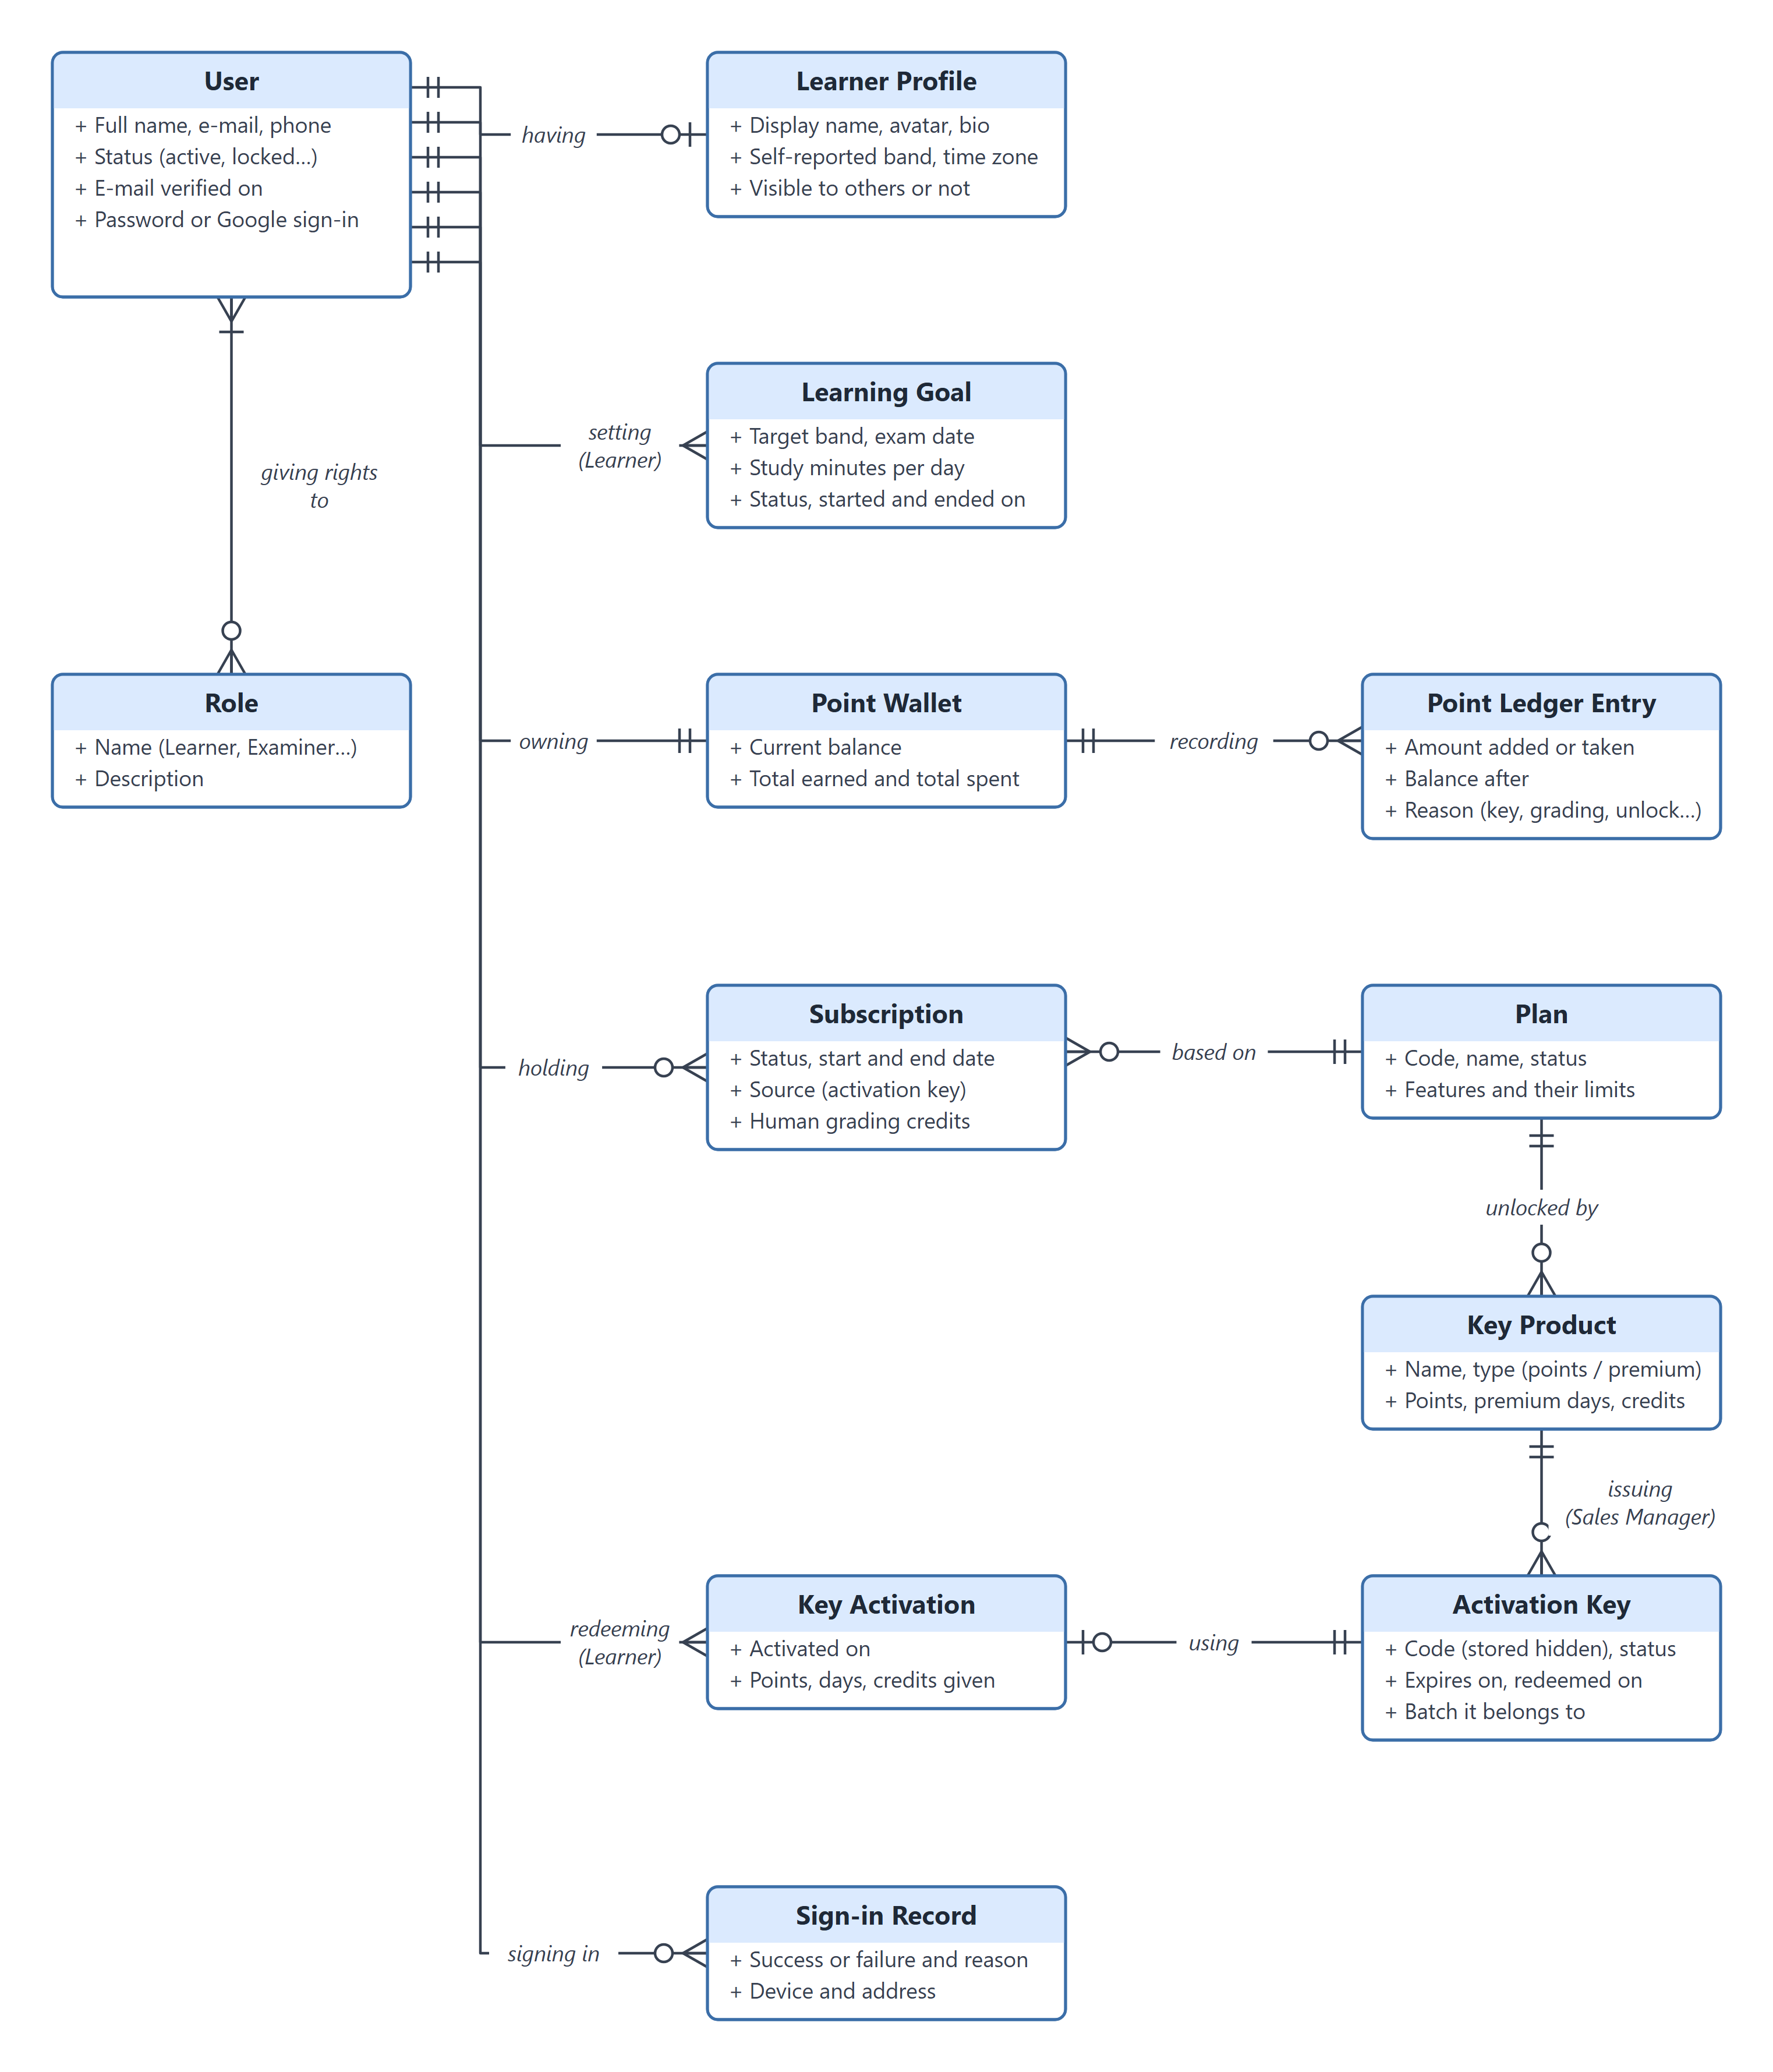 User
+ Full name, e-mail, phone
+ Status (active, locked...)
+ E-mail verified on
+ Password or Google sign-in
having
Learner Profile
+ Display name, avatar, bio
+ Self-reported band, time zone
+ Visible to others or not
giving rights
to
setting
(Learner)
Learning Goal
+ Target band, exam date
+ Study minutes per day
+ Status, started and ended on
Role
+ Name (Learner, Examiner...)
+ Description
owning
Point Wallet
+ Current balance
+ Total earned and total spent
recording
Point Ledger Entry
+ Amount added or taken
+ Balance after
+ Reason (key, grading, unlock...)
holding
Subscription
+ Status, start and end date
+ Source (activation key)
+ Human grading credits
based on
Plan
+ Code, name, status
+ Features and their limits
unlocked by
Key Product
+ Name, type (points / premium)
+ Points, premium days, credits
issuing
(Sales Manager)
redeeming
(Learner)
Key Activation
+ Activated on
+ Points, days, credits given
using
Activation Key
+ Code (stored hidden), status
+ Expires on, redeemed on
+ Batch it belongs to
signing in
Sign-in Record
+ Success or failure and reason
+ Device and address